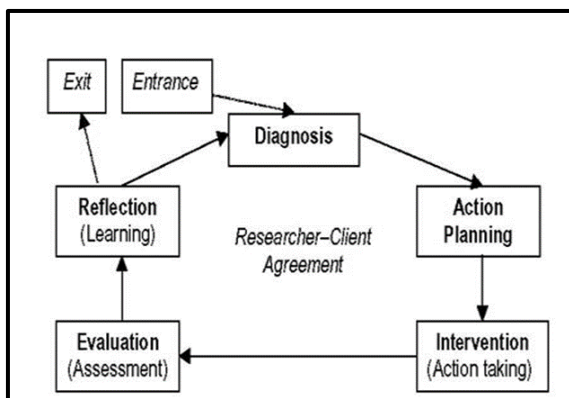 Exit
Entrance
Diagnosis
Reflection
(Learning)
Action
Planning
Researcher–Client
Agreement
Evaluation
(Assessment)
Intervention
(Action taking)